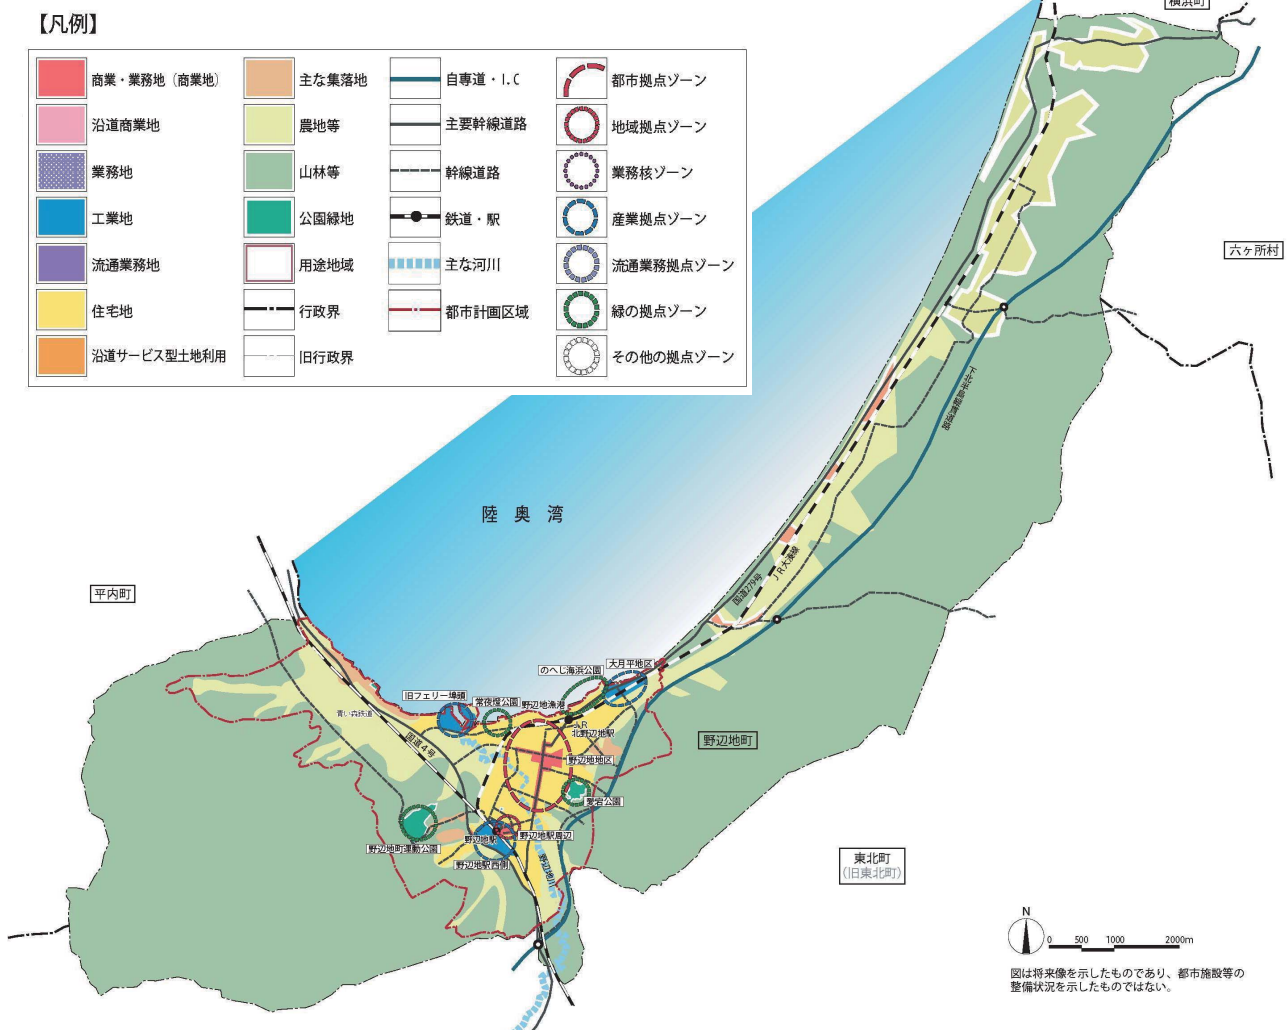 【凡例】
商業・業務地（商業地）
沿道商業地
業務地
工業地
流通業務地
住宅地
沿道サービス型土地利用
主な集落地
農地等
山林等
公園緑地
用途地域
行政界
旧行政界
自専道・I.C
主要幹線道路
幹線道路
鉄道・駅
主な河川
都市計画区域
都市拠点ゾーン
地域拠点ゾーン
業務核ゾーン
産業拠点ゾーン
流通業務拠点ゾーン
緑の拠点ゾーン
その他の拠点ゾーン
横浜町
六ヶ所村
下北半島縦貫道路
陸奥湾
JR大湊線
国道279号
平内町
大月平地区
のへじ海浜公園
旧フェリー埠頭
常夜燈公園
野辺地漁港
青い森鉄道
国道4号
JR
北野辺地駅
野辺地町
野辺地地区
愛宕公園
野辺地駅
野辺地駅周辺
野辺地町運動公園
野辺地駅西側
野辺地川
東北町
（旧東北町）
N
0 500 1000 2000m
図は将来像を示したものであり、都市施設等の
整備状況を示したものではない。